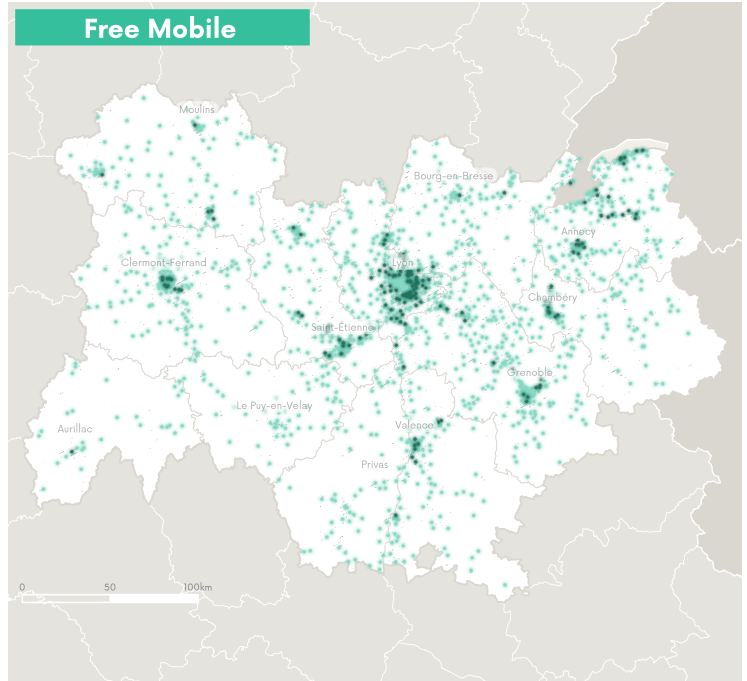 Free Mobile
Moulins
Bourg-en-Bresse
Annecy
Clermont-Ferrand
Lyon
Chambéry
Saint-Étienne
Grenoble
Le Puy-en-Velay
Aurillac
Valence
Privas
0 50 100km